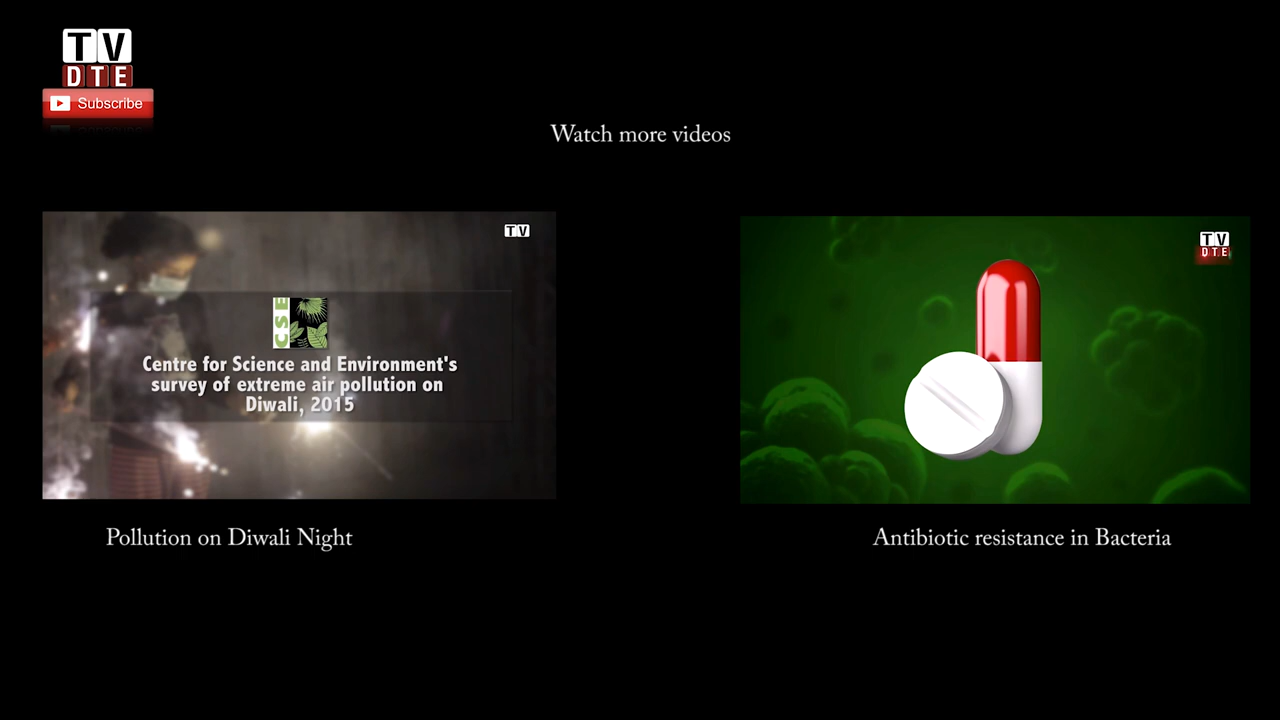 TV
DTE
Subscribe
Watch more videos
TV
CSE
Centre for Science and Environment's
survey of extreme air pollution on
Diwali, 2015
TV
DTE
Pollution on Diwali Night
Antibiotic resistance in Bacteria